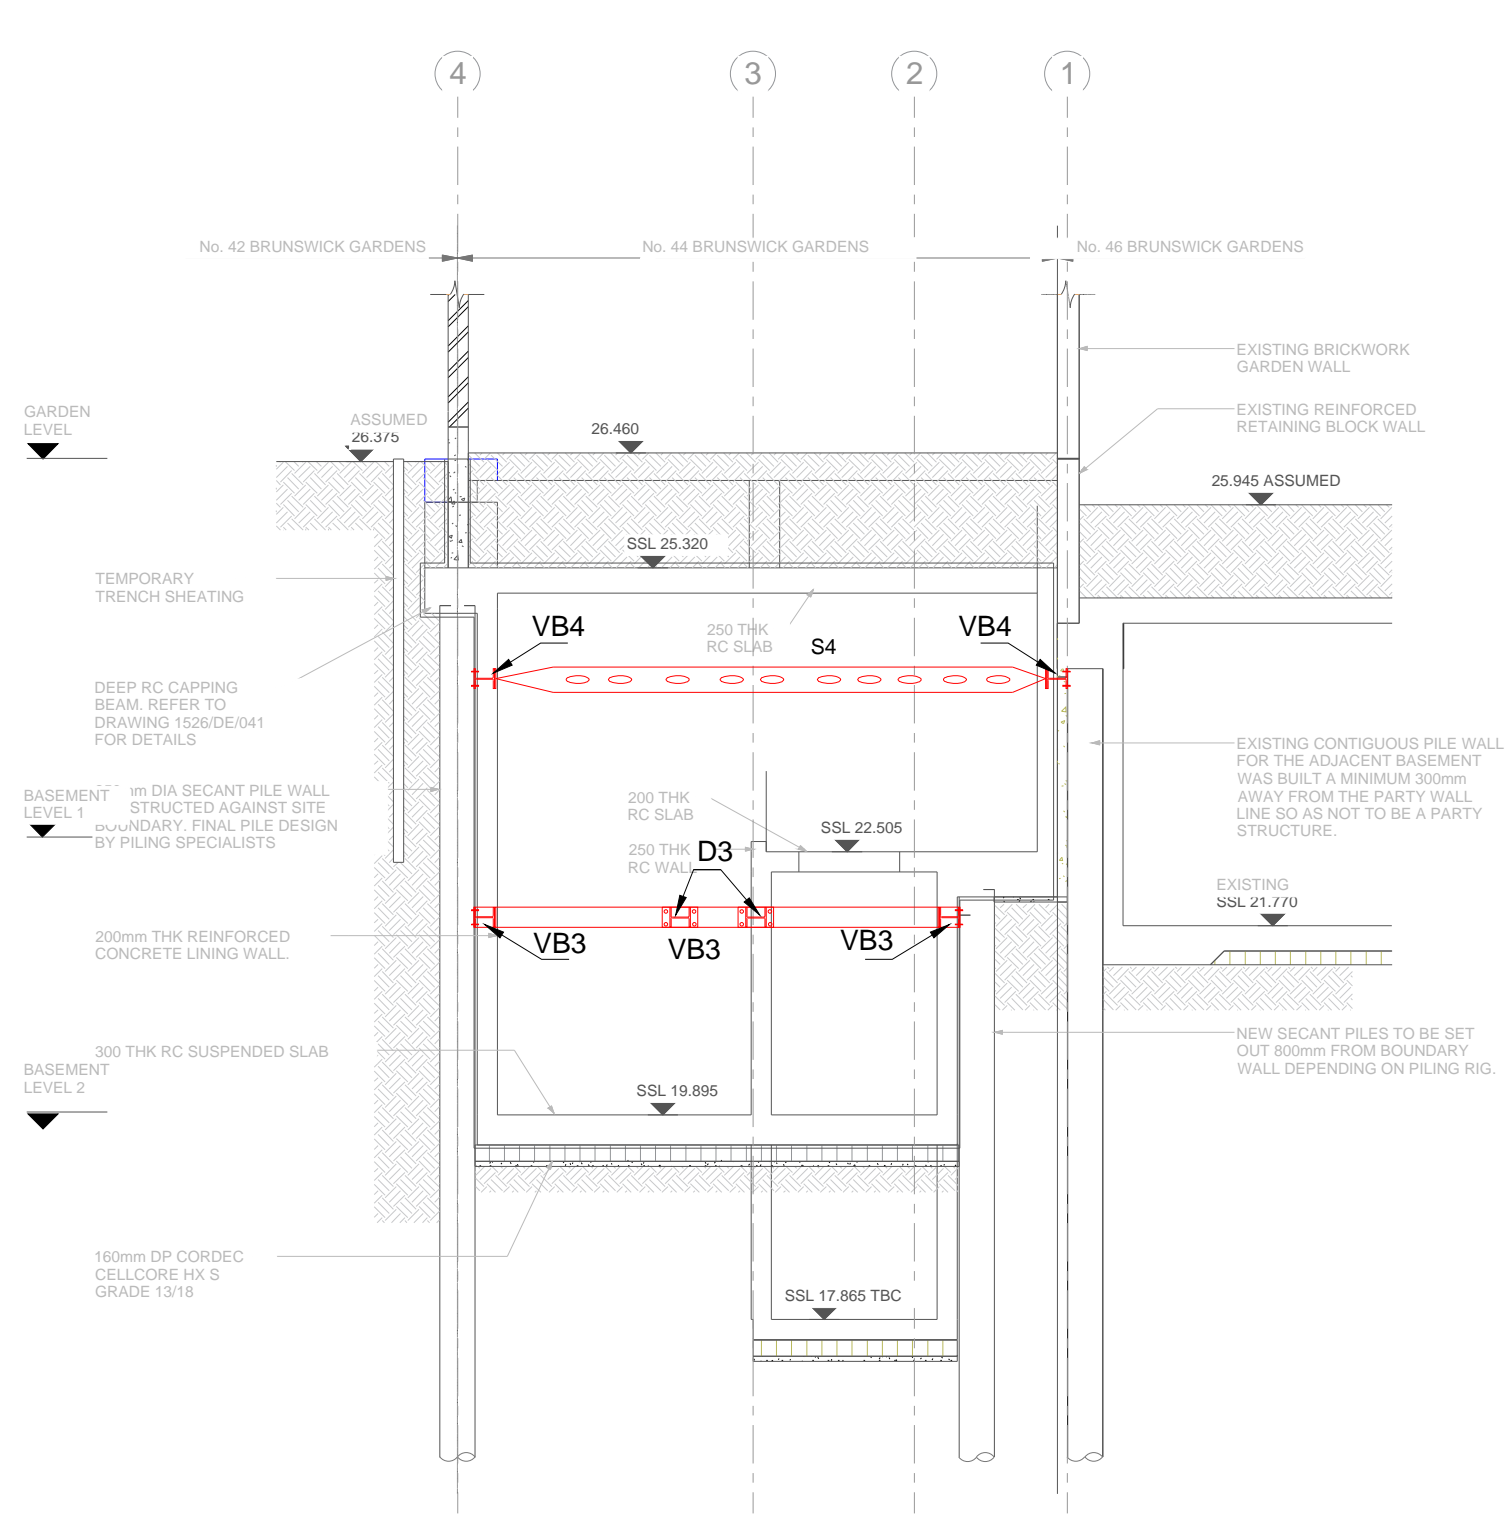 4
3
2
1
No. 42 BRUNSWICK GARDENS
No. 44 BRUNSWICK GARDENS
No. 46 BRUNSWICK GARDENS
EXISTING BRICKWORK
GARDEN WALL
EXISTING REINFORCED
RETAINING BLOCK WALL
GARDEN
LEVEL
ASSUMED
26.375
26.460
25.945 ASSUMED
SSL 25.320
TEMPORARY
TRENCH SHEATING
VB4
250 THK
RC SLAB
S4
VB4
DEEP RC CAPPING
BEAM. REFER TO
DRAWING 1526/DE/041
FOR DETAILS
EXISTING CONTIGUOUS PILE WALL
FOR THE ADJACENT BASEMENT
WAS BUILT A MINIMUM 300mm
AWAY FROM THE PARTY WALL
LINE SO AS NOT TO BE A PARTY
STRUCTURE.
BASEMENT
LEVEL 1
DIA SECANT PILE WALL
AGAINST SITE
BOUNDARY. FINAL PILE DESIGN
BY PILING SPECIALISTS
200 THK
RC SLAB
SSL 22.505
250 THK
RC WALL
D3
EXISTING
SSL 21.770
200mm THK REINFORCED
CONCRETE LINING WALL.
VB3
VB3
VB3
NEW SECANT PILES TO BE SET
OUT 800mm FROM BOUNDARY
WALL DEPENDING ON PILING RIG.
300 THK RC SUSPENDED SLAB
BASEMENT
LEVEL 2
SSL 19.895
160mm DP CORDEC
CELLCORE HX S
GRADE 13/18
SSL 17.865 TBC